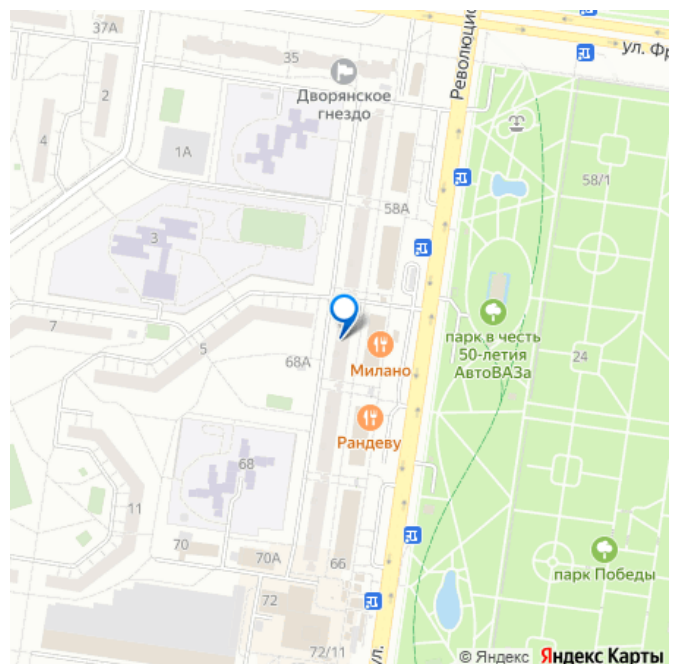 37А
35
Революцио
ул. Фр
2
Дворянское
гнездо
4
1А
58/1
58А
3
7
5
68А
Милано
парк в честь
50-летия
АвтоВАЗа
24
Рандеву
68
11
70
70А
66
парк Победы
72
72/11
ул.
© Яндекс Яндекс Карты